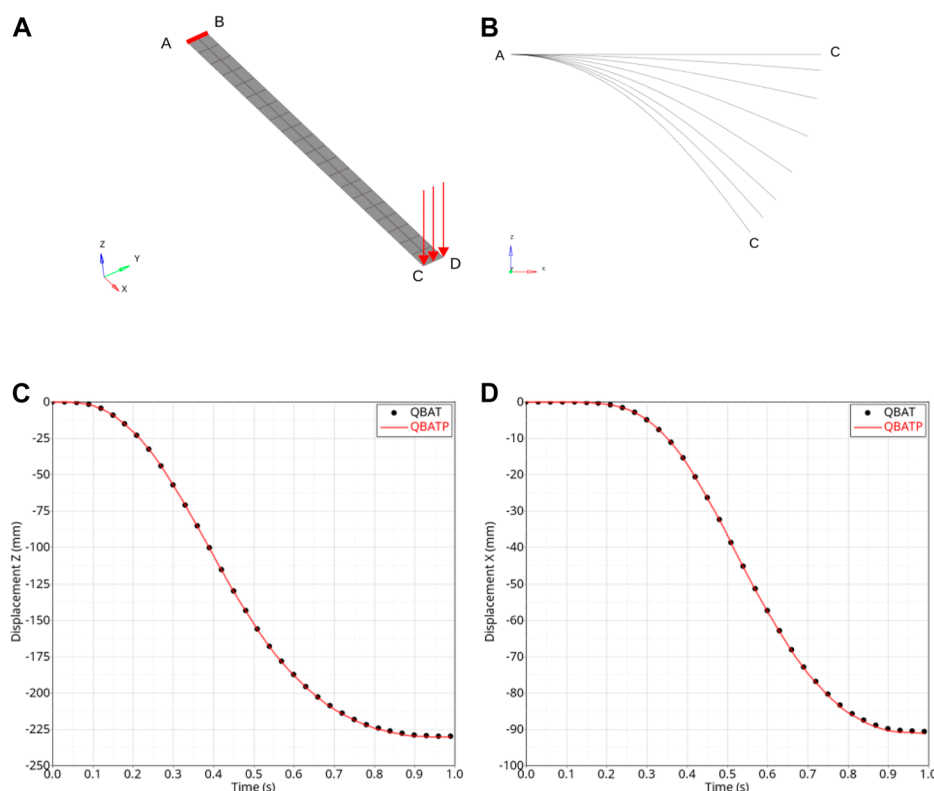 A
B
B
A
A
C
C
C
D
Z
Y
X
z
x
C
D
0
-25
-50
-75
-100
-125
-150
-175
-200
-225
-250
Displacement Z (mm)
QBAT
QBATP
0.0 0.1 0.2 0.3 0.4 0.5 0.6 0.7 0.8 0.9 1.0
Time (s)
0
-10
-20
-30
-40
-50
-60
-70
-80
-90
-100
Displacement X (mm)
QBAT
QBATP
0.0 0.1 0.2 0.3 0.4 0.5 0.6 0.7 0.8 0.9 1.0
Time (s)